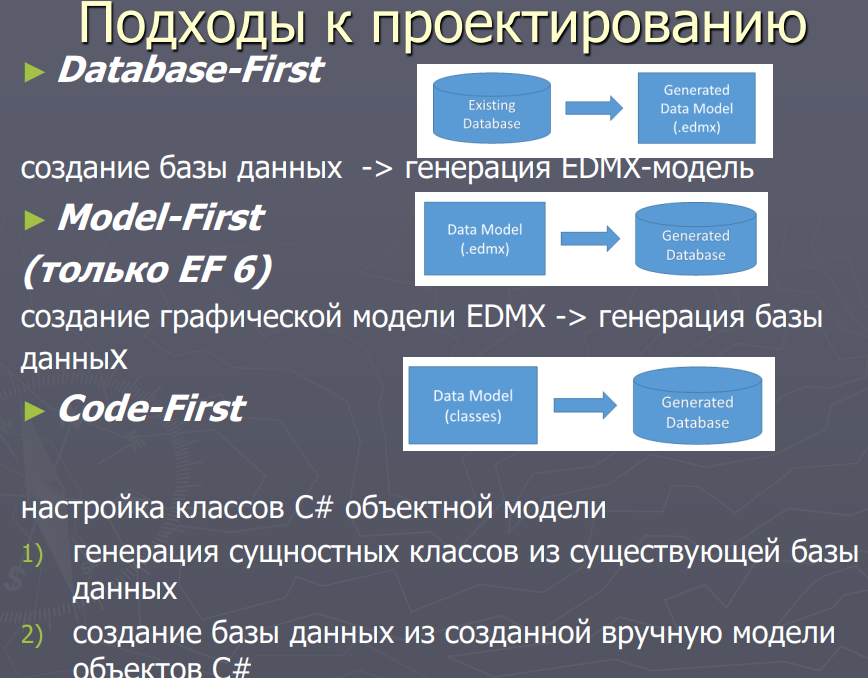 Подходы к проектированию
► Database-First
Existing
Database
Generated
Data Model
(.edmx)
создание базы данных -> генерация EDMX-модель
► Model-First
(только EF 6)
Data Model
(.edmx)
Generated
Database
создание графической модели EDMX -> генерация базы
данных
► Code-First
Data Model
(classes)
Generated
Database
настройка классов C# объектной модели
1) генерация сущностных классов из существующей базы
данных
2) создание базы данных из созданной вручную модели
объектов C#